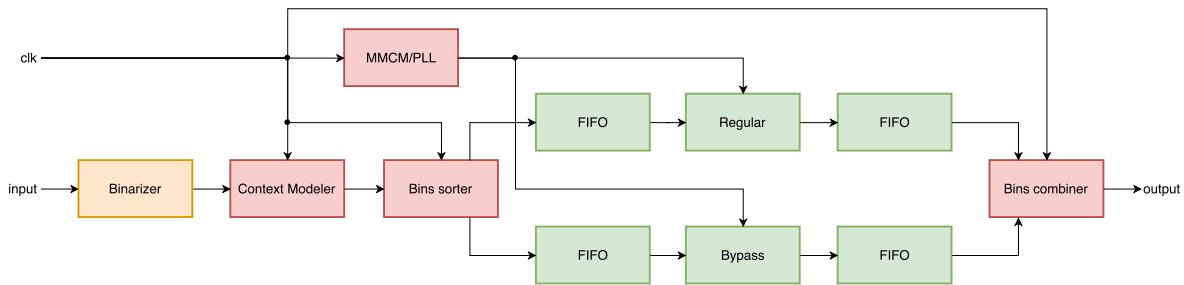 clk
MMCM/PLL
FIFO
Regular
FIFO
input
Binarizer
Context Modeler
Bins sorter
Bins combiner
output
FIFO
Bypass
FIFO